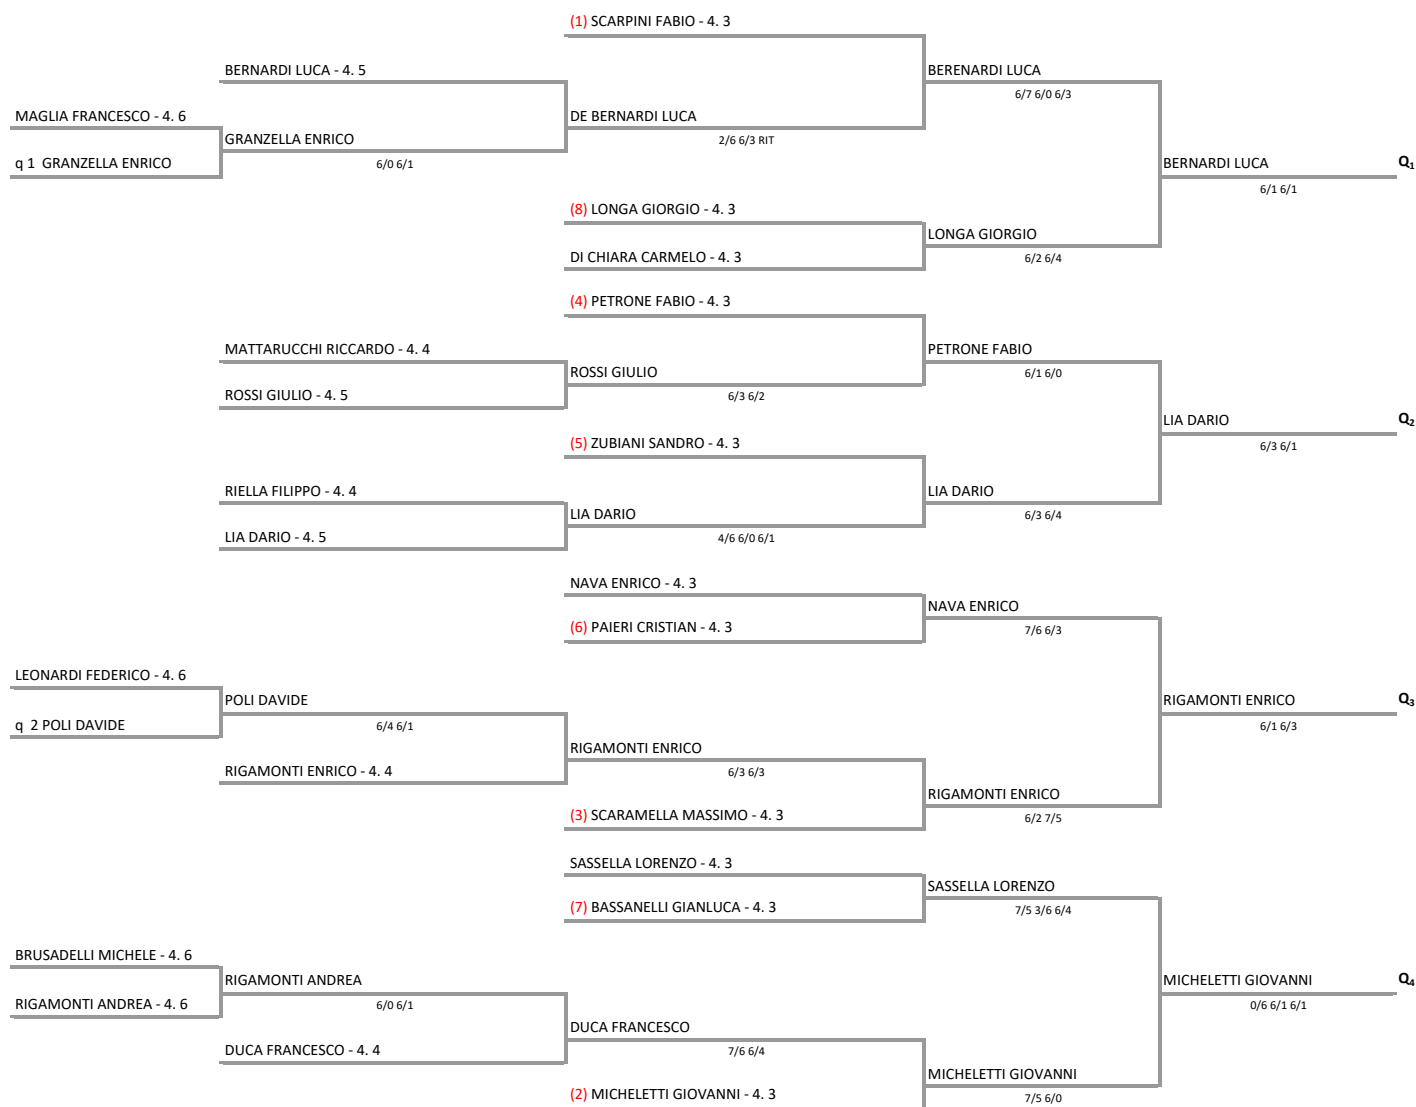 (1) SCARPINI FABIO - 4. 3
BERNARDI LUCA - 4. 5
BERENARDI LUCA
6/7 6/0 6/3
MAGLIA FRANCESCO - 4. 6
DE BERNARDI LUCA
GRANZELLA ENRICO
2/6 6/3 RIT
q 1 GRANZELLA ENRICO
6/0 6/1
BERNARDI LUCA
Q1
6/1 6/1
(8) LONGA GIORGIO - 4. 3
LONGA GIORGIO
DI CHIARA CARMELO - 4. 3
6/2 6/4
(4) PETRONE FABIO - 4. 3
MATTARUCCHI RICCARDO - 4. 4
PETRONE FABIO
ROSSI GIULIO
6/1 6/0
ROSSI GIULIO - 4. 5
6/3 6/2
LIA DARIO
Q2
(5) ZUBIANI SANDRO - 4. 3
6/3 6/1
RIELLA FILIPPO - 4. 4
LIA DARIO
LIA DARIO
6/3 6/4
LIA DARIO - 4. 5
4/6 6/0 6/1
NAVA ENRICO - 4. 3
NAVA ENRICO
(6) PAIERI CRISTIAN - 4. 3
7/6 6/3
LEONARDI FEDERICO - 4. 6
POLI DAVIDE
RIGAMONTI ENRICO
Q3
q 2 POLI DAVIDE
6/4 6/1
6/1 6/3
RIGAMONTI ENRICO
RIGAMONTI ENRICO - 4. 4
6/3 6/3
RIGAMONTI ENRICO
(3) SCARAMELLA MASSIMO - 4. 3
6/2 7/5
SASSELLA LORENZO - 4. 3
SASSELLA LORENZO
(7) BASSANELLI GIANLUCA - 4. 3
7/5 3/6 6/4
BRUSADELLI MICHELE - 4. 6
RIGAMONTI ANDREA
MICHELETTI GIOVANNI
Q4
RIGAMONTI ANDREA - 4. 6
6/0 6/1
0/6 6/1 6/1
DUCA FRANCESCO
DUCA FRANCESCO - 4. 4
7/6 6/4
MICHELETTI GIOVANNI
(2) MICHELETTI GIOVANNI - 4. 3
7/5 6/0